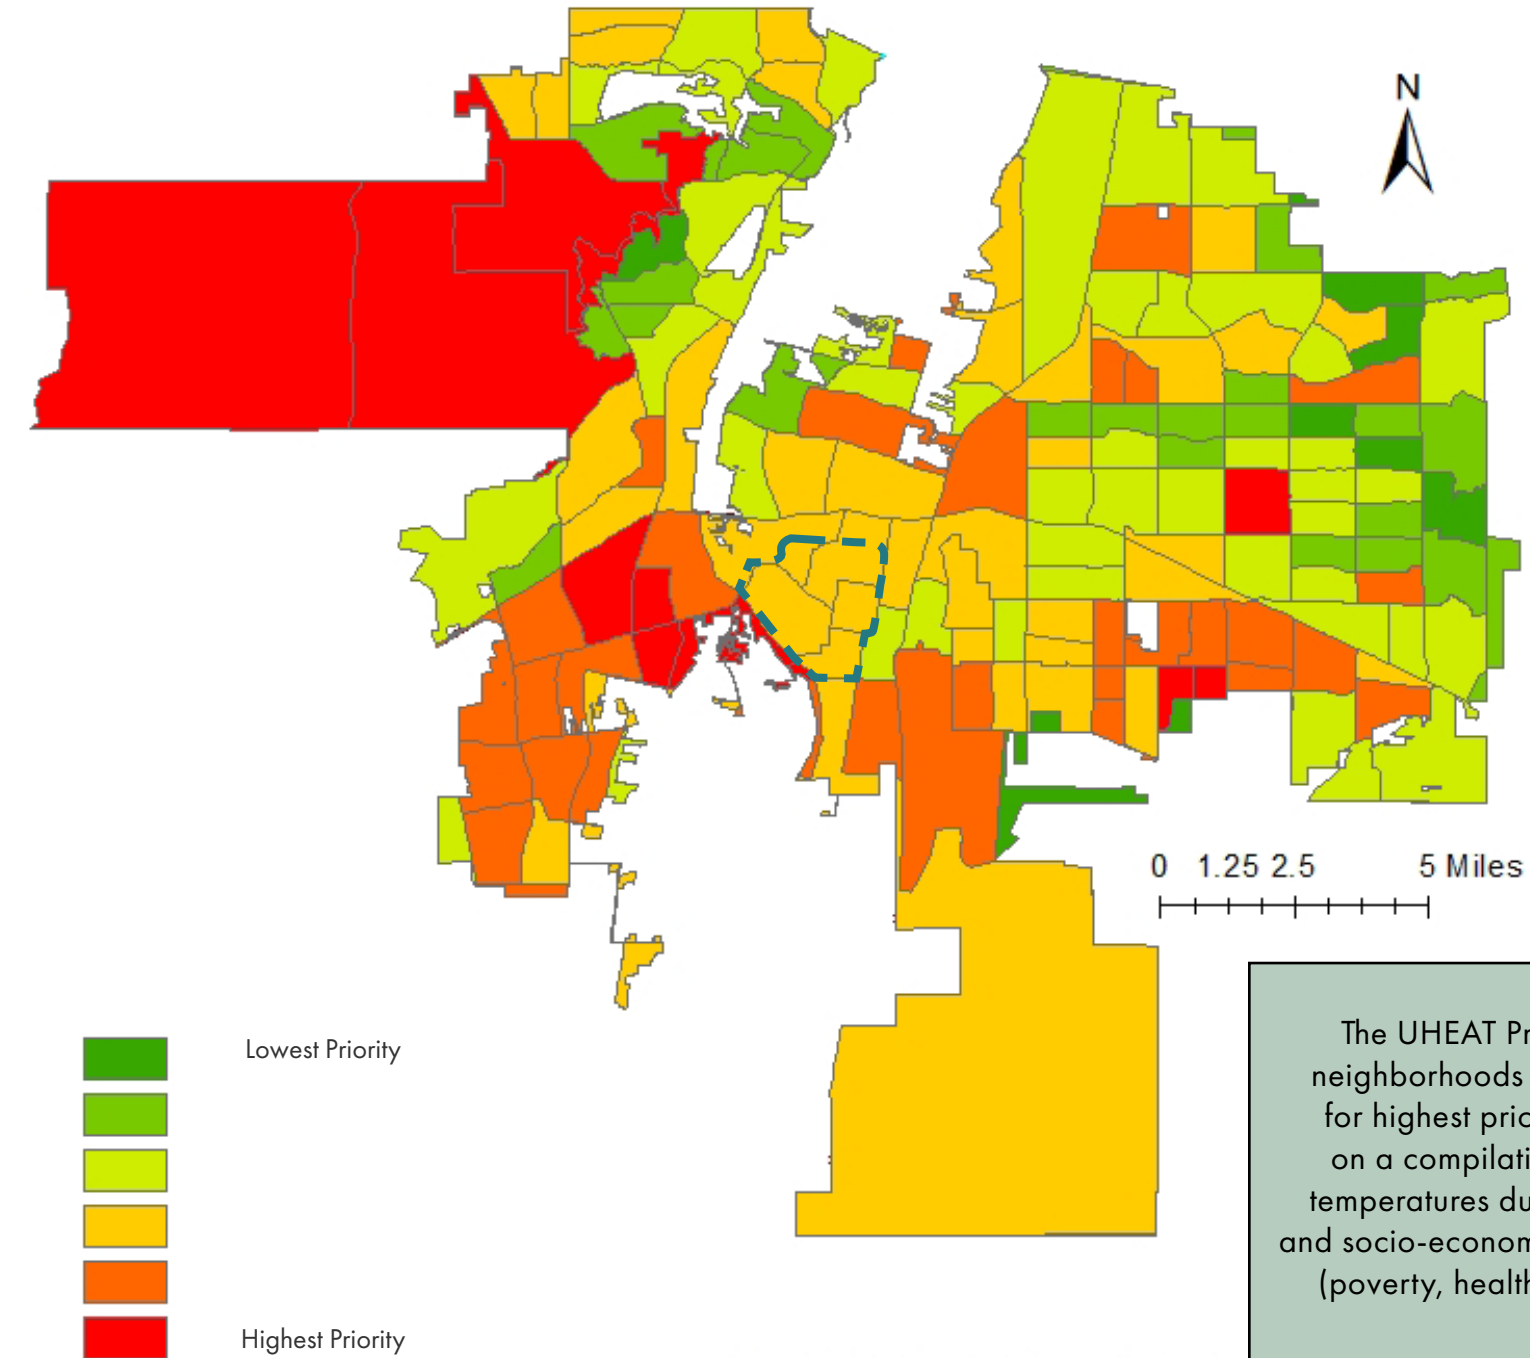 N
0 1.25 2.5 5 Miles
Lowest Priority
Highest Priority
The UHEAT Pr
neighborhoods
for highest prio
on a compilati
temperatures du
and socio-econom
(poverty, health